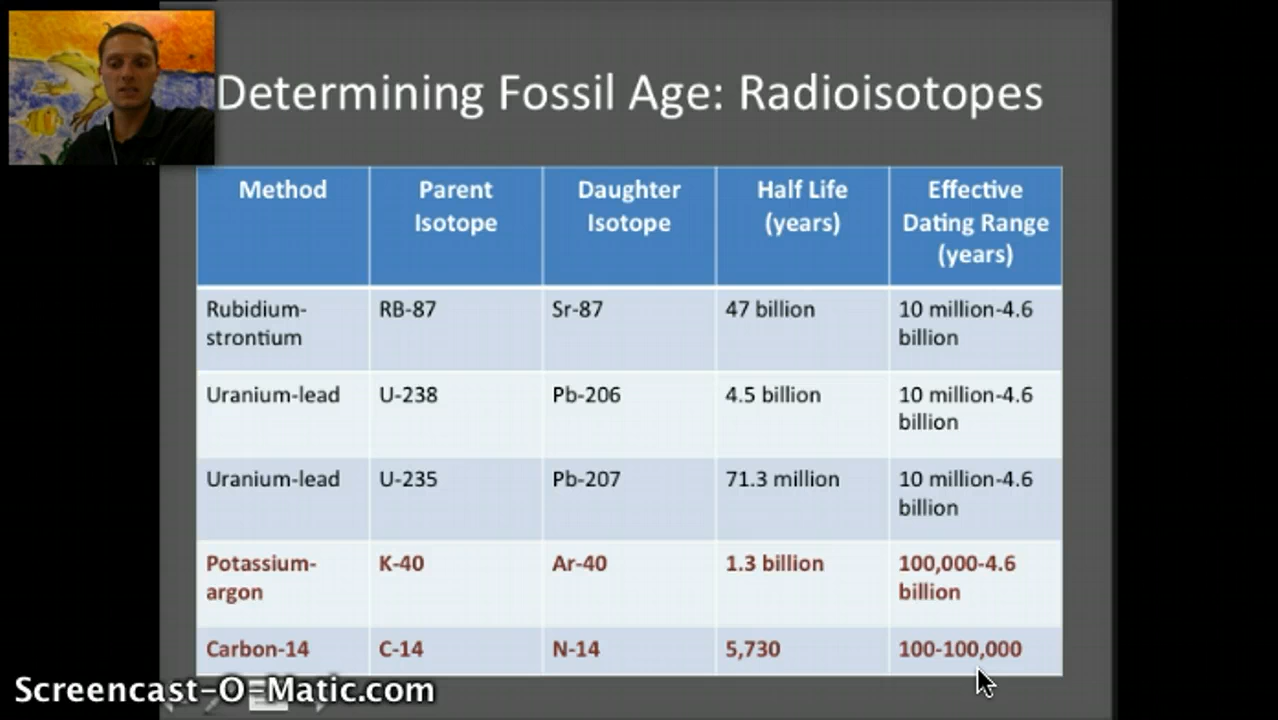 Determining Fossil Age: Radioisotopes
Method
Parent
Isotope
Daughter
Isotope
Half Life
(years)
Effective
Dating Range
(years)
Rubidium-
strontium
RB-87
Sr-87
47 billion
10 million-4.6
billion
Uranium-lead
U-238
Pb-206
4.5 billion
10 million-4.6
billion
Uranium-lead
U-235
Pb-207
71.3 million
10 million-4.6
billion
Potassium-
argon
K-40
Ar-40
1.3 billion
100,000-4.6
billion
Carbon-14
C-14
N-14
5,730
100-100,000
Screencast-O-Matic.com